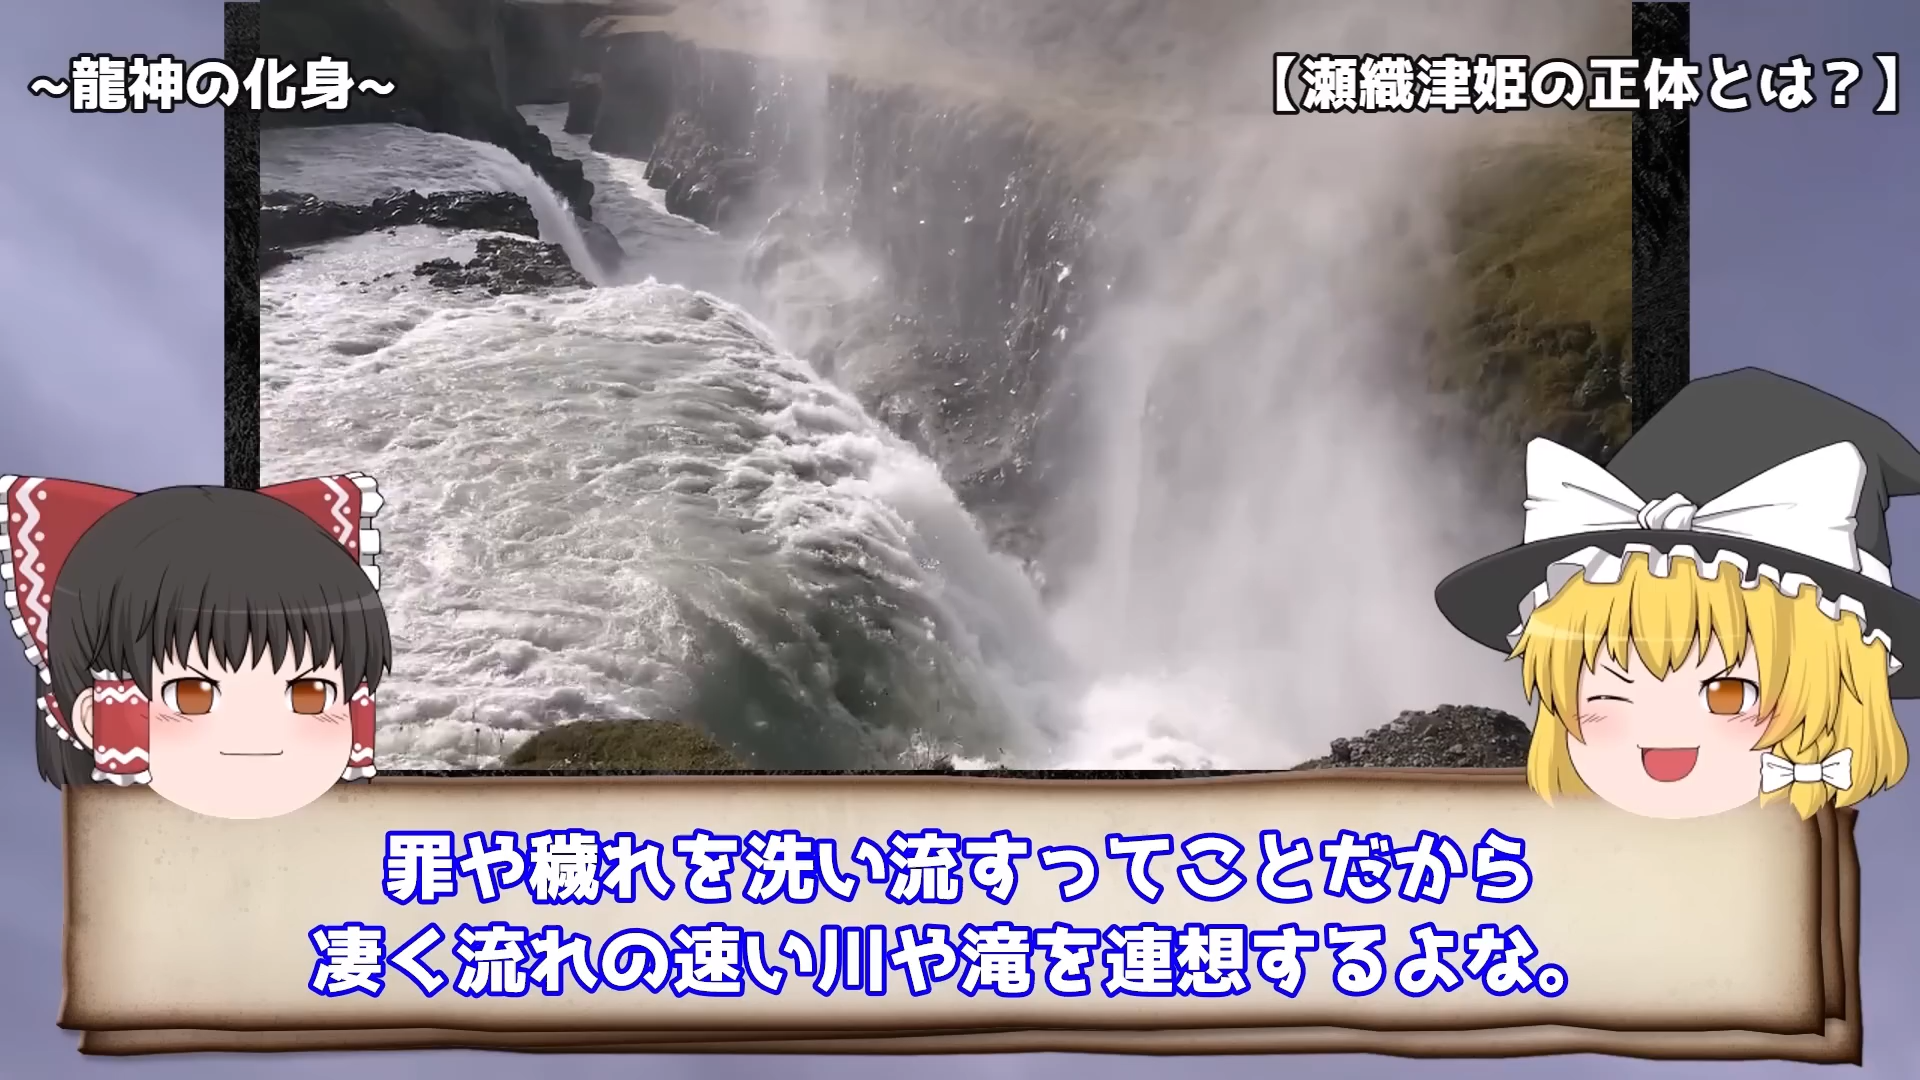 ~龍神の化身~
【瀬織津姫の正体とは？】
罪や穢れを洗い流すってことだから
凄く流れの速い川や滝を連想するよな。